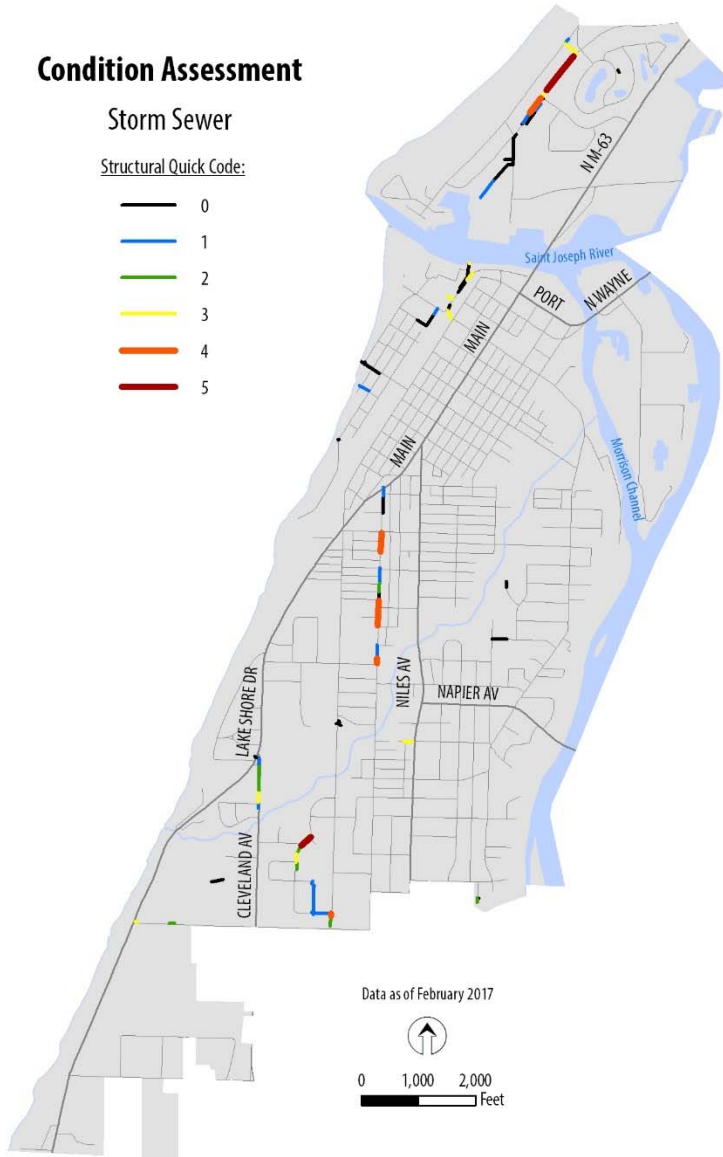 Condition Assessment
Storm Sewer
Structural Quick Code:
0
1
2
3
4
5
N M-63
Saint Joseph River
PORT
N WAYNE
MAIN
MAIN
Morrison Channel
LAKE SHORE DR
NILES AV
NAPIER AV
CLEVELAND AV
Data as of February 2017
0 1,000 2,000
Feet